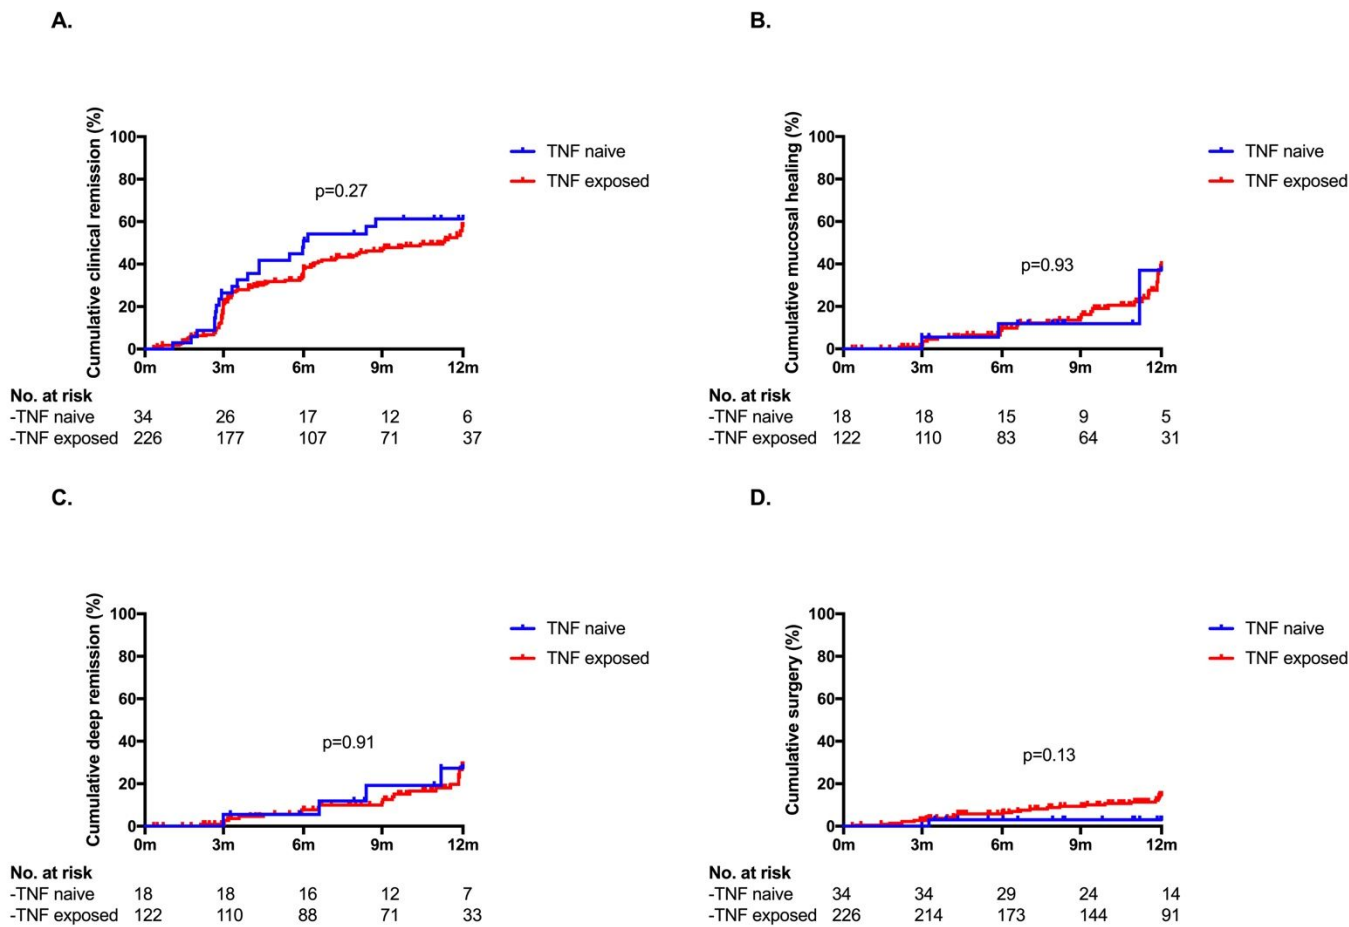 A.
Cumulative clinical remission (%)
100
80
60
40
20
0
p=0.27
TNF naive
TNF exposed
0m 3m 6m 9m 12m
No. at risk
-TNF naive 34 26 17 12 6
-TNF exposed 226 177 107 71 37
B.
Cumulative mucosal healing (%)
100
80
60
40
20
0
p=0.93
TNF naive
TNF exposed
0m 3m 6m 9m 12m
No. at risk
-TNF naive 18 18 15 9 5
-TNF exposed 122 110 83 64 31
C.
Cumulative deep remission (%)
100
80
60
40
20
0
p=0.91
TNF naive
TNF exposed
0m 3m 6m 9m 12m
No. at risk
-TNF naive 18 18 16 12 7
-TNF exposed 122 110 88 71 33
D.
Cumulative surgery (%)
100
80
60
40
20
0
p=0.13
TNF naive
TNF exposed
0m 3m 6m 9m 12m
No. at risk
-TNF naive 34 34 29 24 14
-TNF exposed 226 214 173 144 91